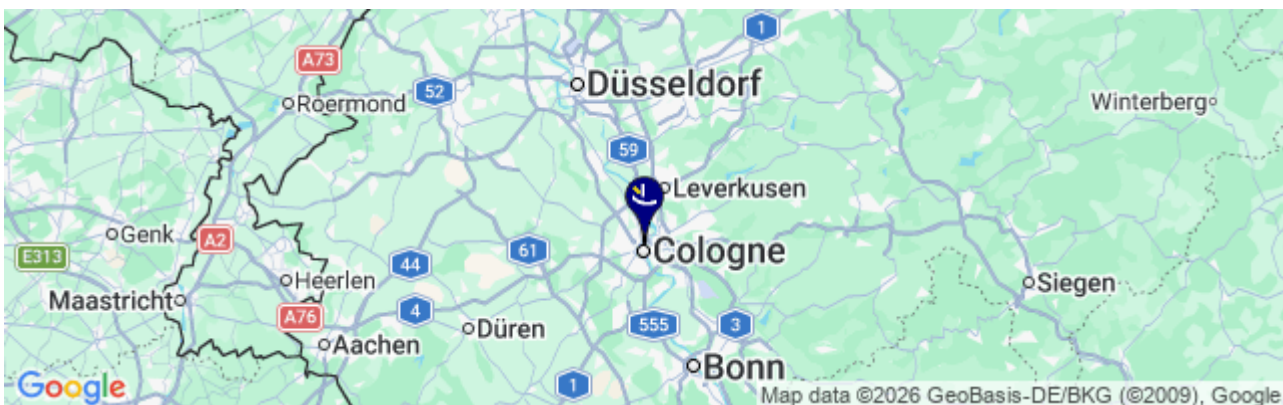 1
A73
Düsseldorf
52
Roermond
Winterberg
59
Leverkusen
Genk
A2
E313
Cologne
61
44
Heerlen
Siegen
Maastricht
A76
4
Düren
555
3
Aachen
Bonn
1
Google
Map data ©2026 GeoBasis-DE/BKG (©2009), Google